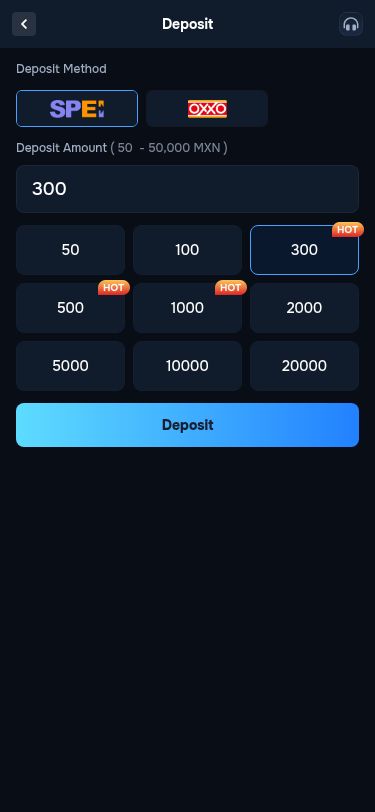 Deposit
Deposit Method
SPEI
OXXO
Deposit Amount ( 50 - 50,000 MXN )
300
50
100
HOT
300
HOT
500
HOT
1000
2000
5000
10000
20000
Deposit